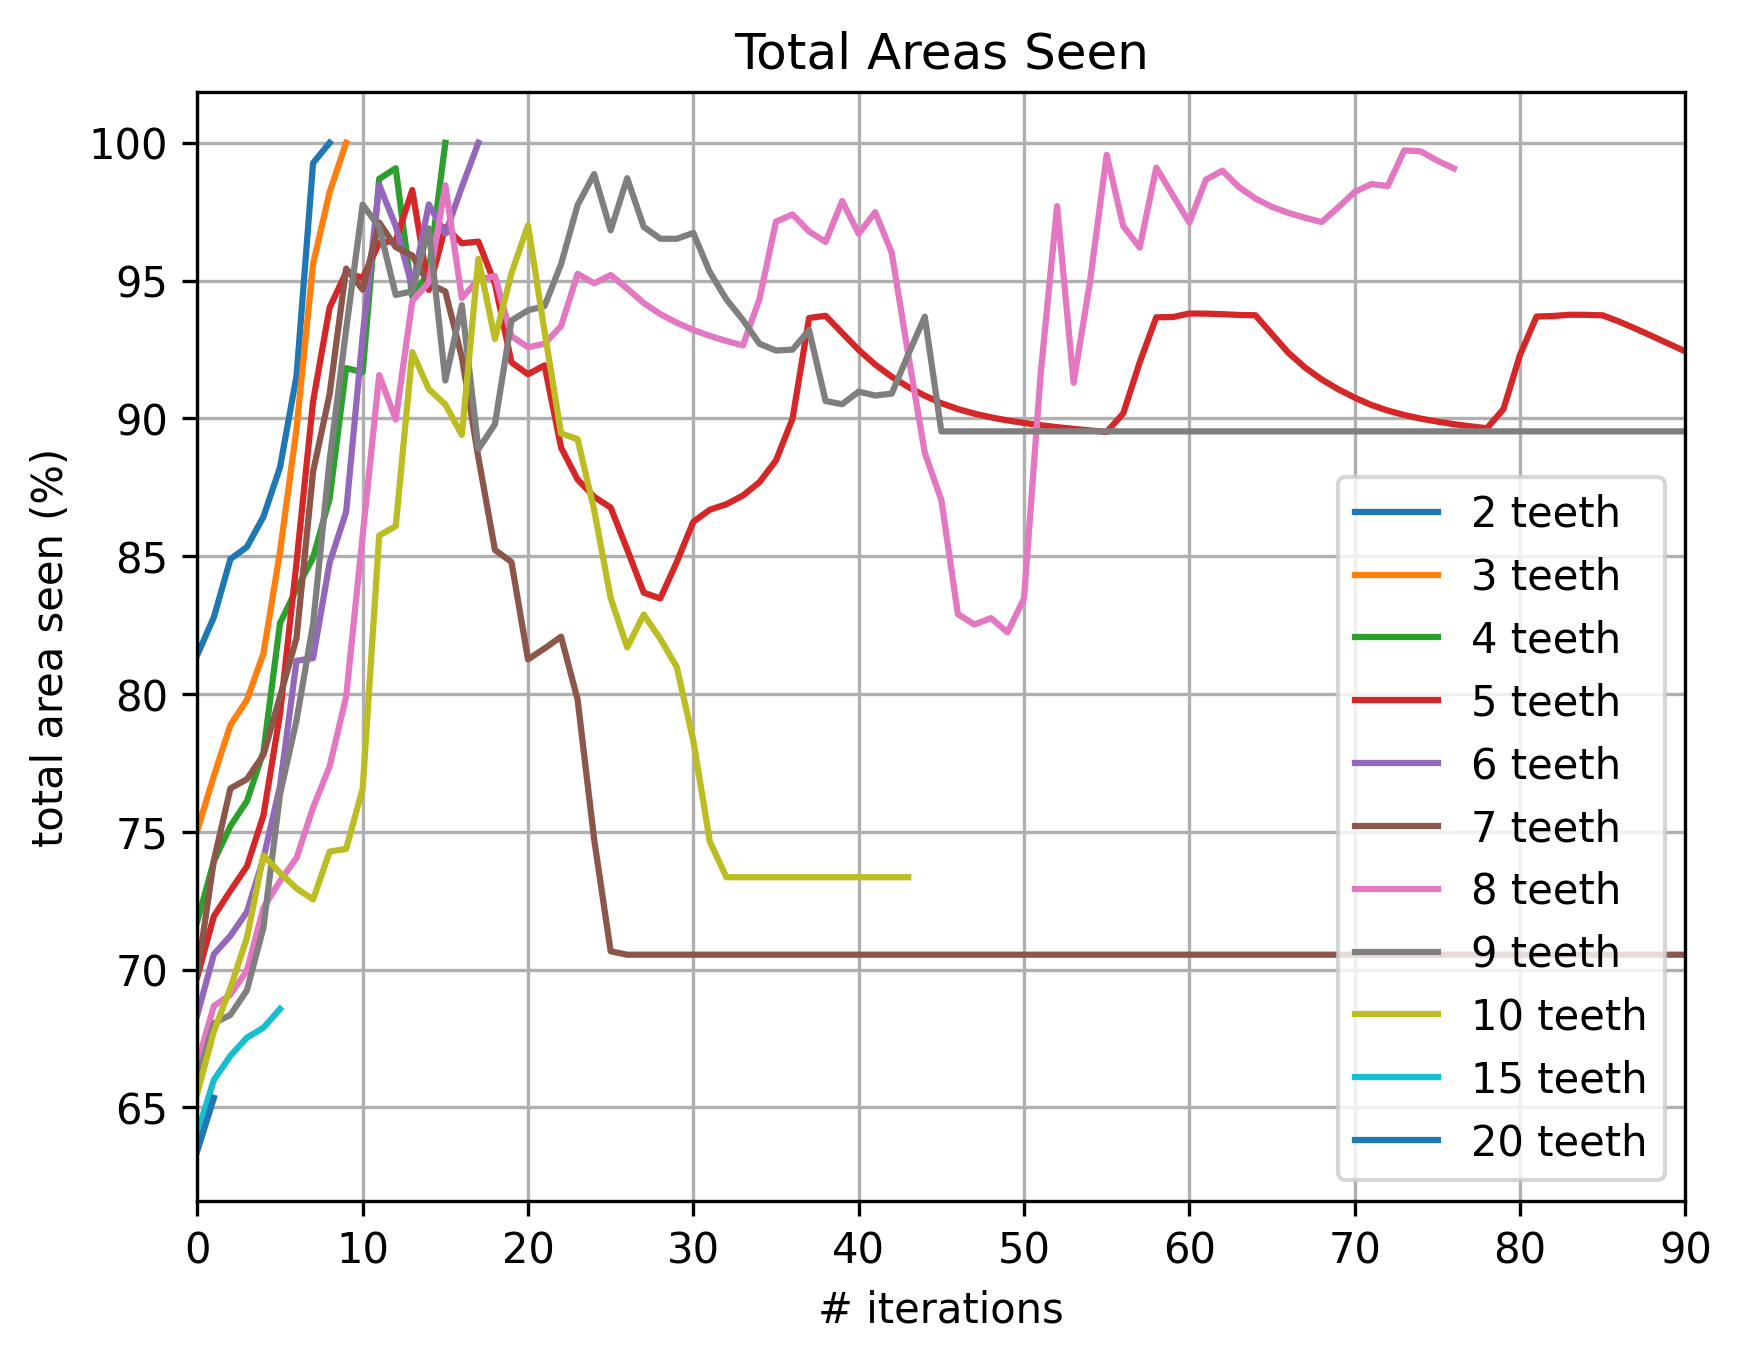 Total Areas Seen
total area seen (%)
100
95
90
85
80
75
70
65
2 teeth
3 teeth
4 teeth
5 teeth
6 teeth
7 teeth
8 teeth
9 teeth
10 teeth
15 teeth
20 teeth
0 10 20 30 40 50 60 70 80 90
# iterations